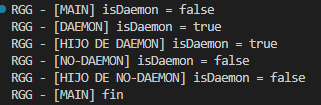 RGG - [MAIN] isDaemon = false
RGG - [DAEMON] isDaemon = true
RGG - [HIJO DE DAEMON] isDaemon = true
RGG - [NO-DAEMON] isDaemon = false
RGG - [HIJO DE NO-DAEMON] isDaemon = false
RGG - [MAIN] fin